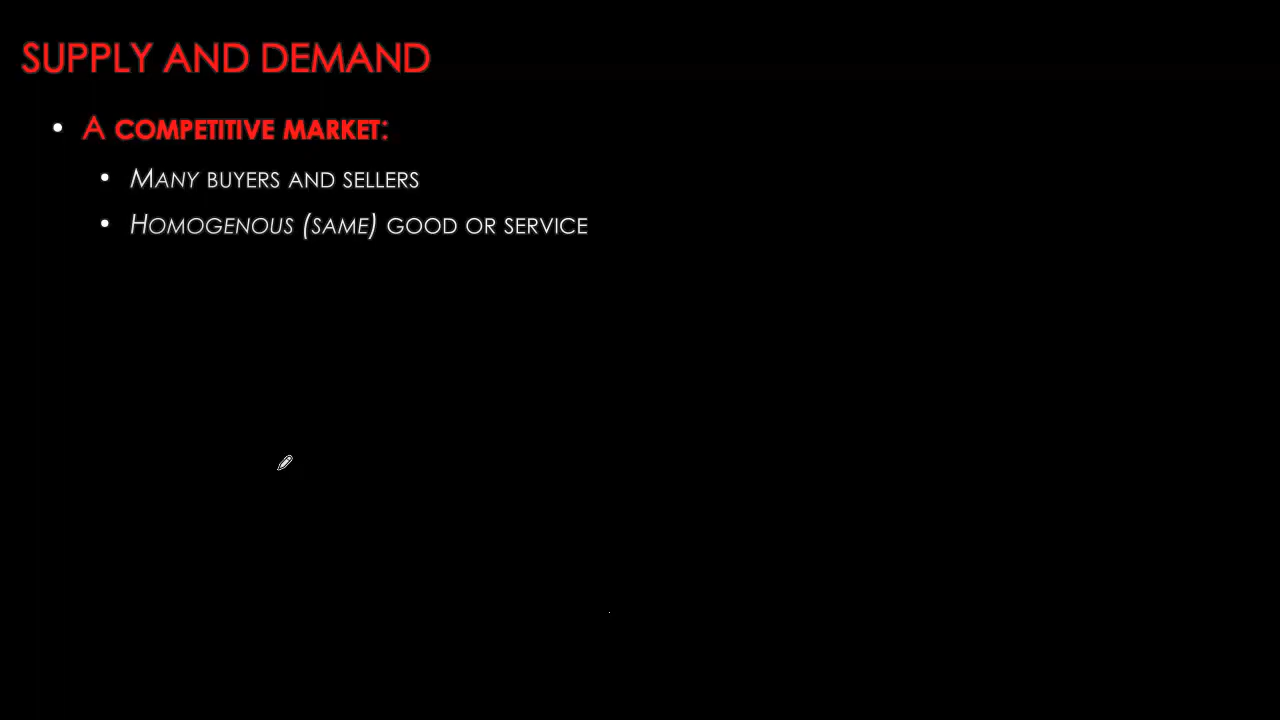 SUPPLY AND DEMAND
• A COMPETITIVE MARKET:
• MANY BUYERS AND SELLERS
• HOMOGENOUS (SAME) GOOD OR SERVICE